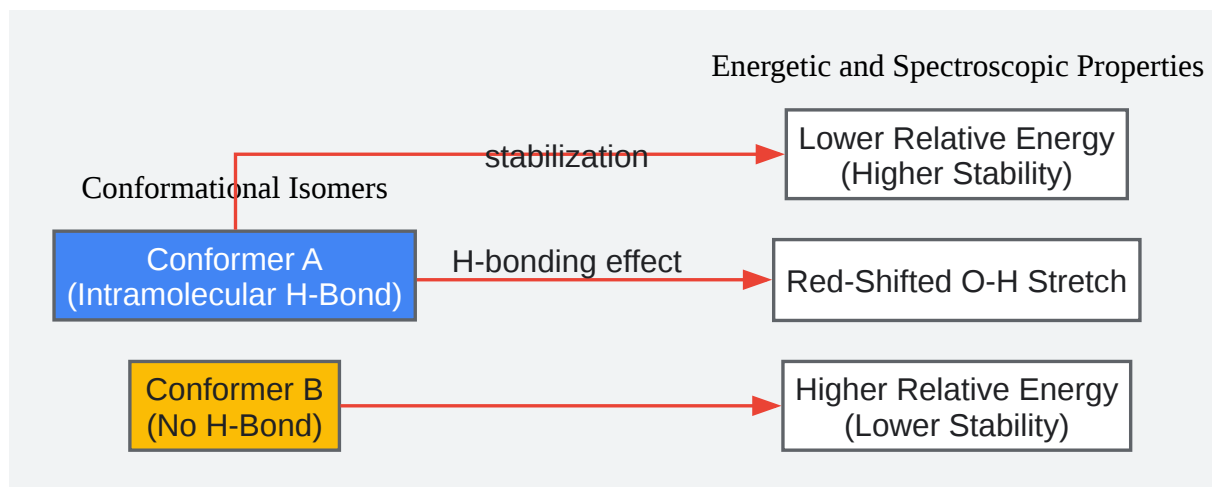 Energetic and Spectroscopic Properties
stabilization
Lower Relative Energy
(Higher Stability)
Conformational Isomers
Conformer A
(Intramolecular H-Bond)
H-bonding effect
Red-Shifted O-H Stretch
Conformer B
(No H-Bond)
Higher Relative Energy
(Lower Stability)